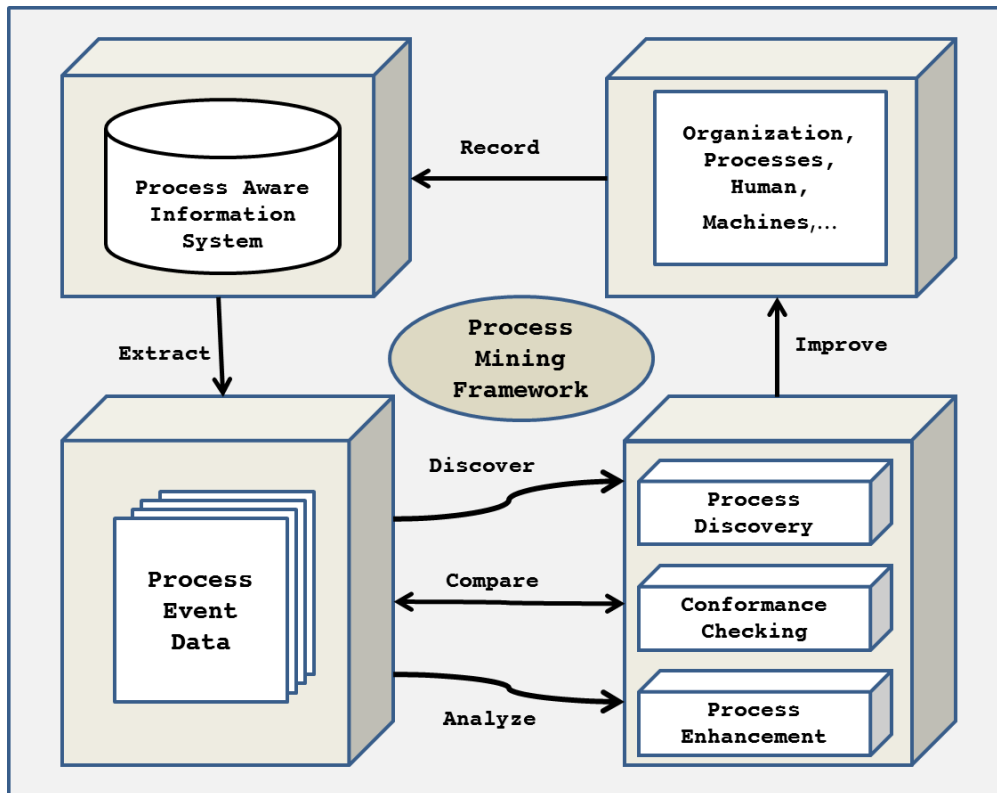 Process Aware
Information
System
Record
Organization,
Processes,
Human,
Machines,…
Extract
Process
Mining
Framework
Improve
Process
Event
Data
Discover
Compare
Analyze
Process
Discovery
Conformance
Checking
Process
Enhancement